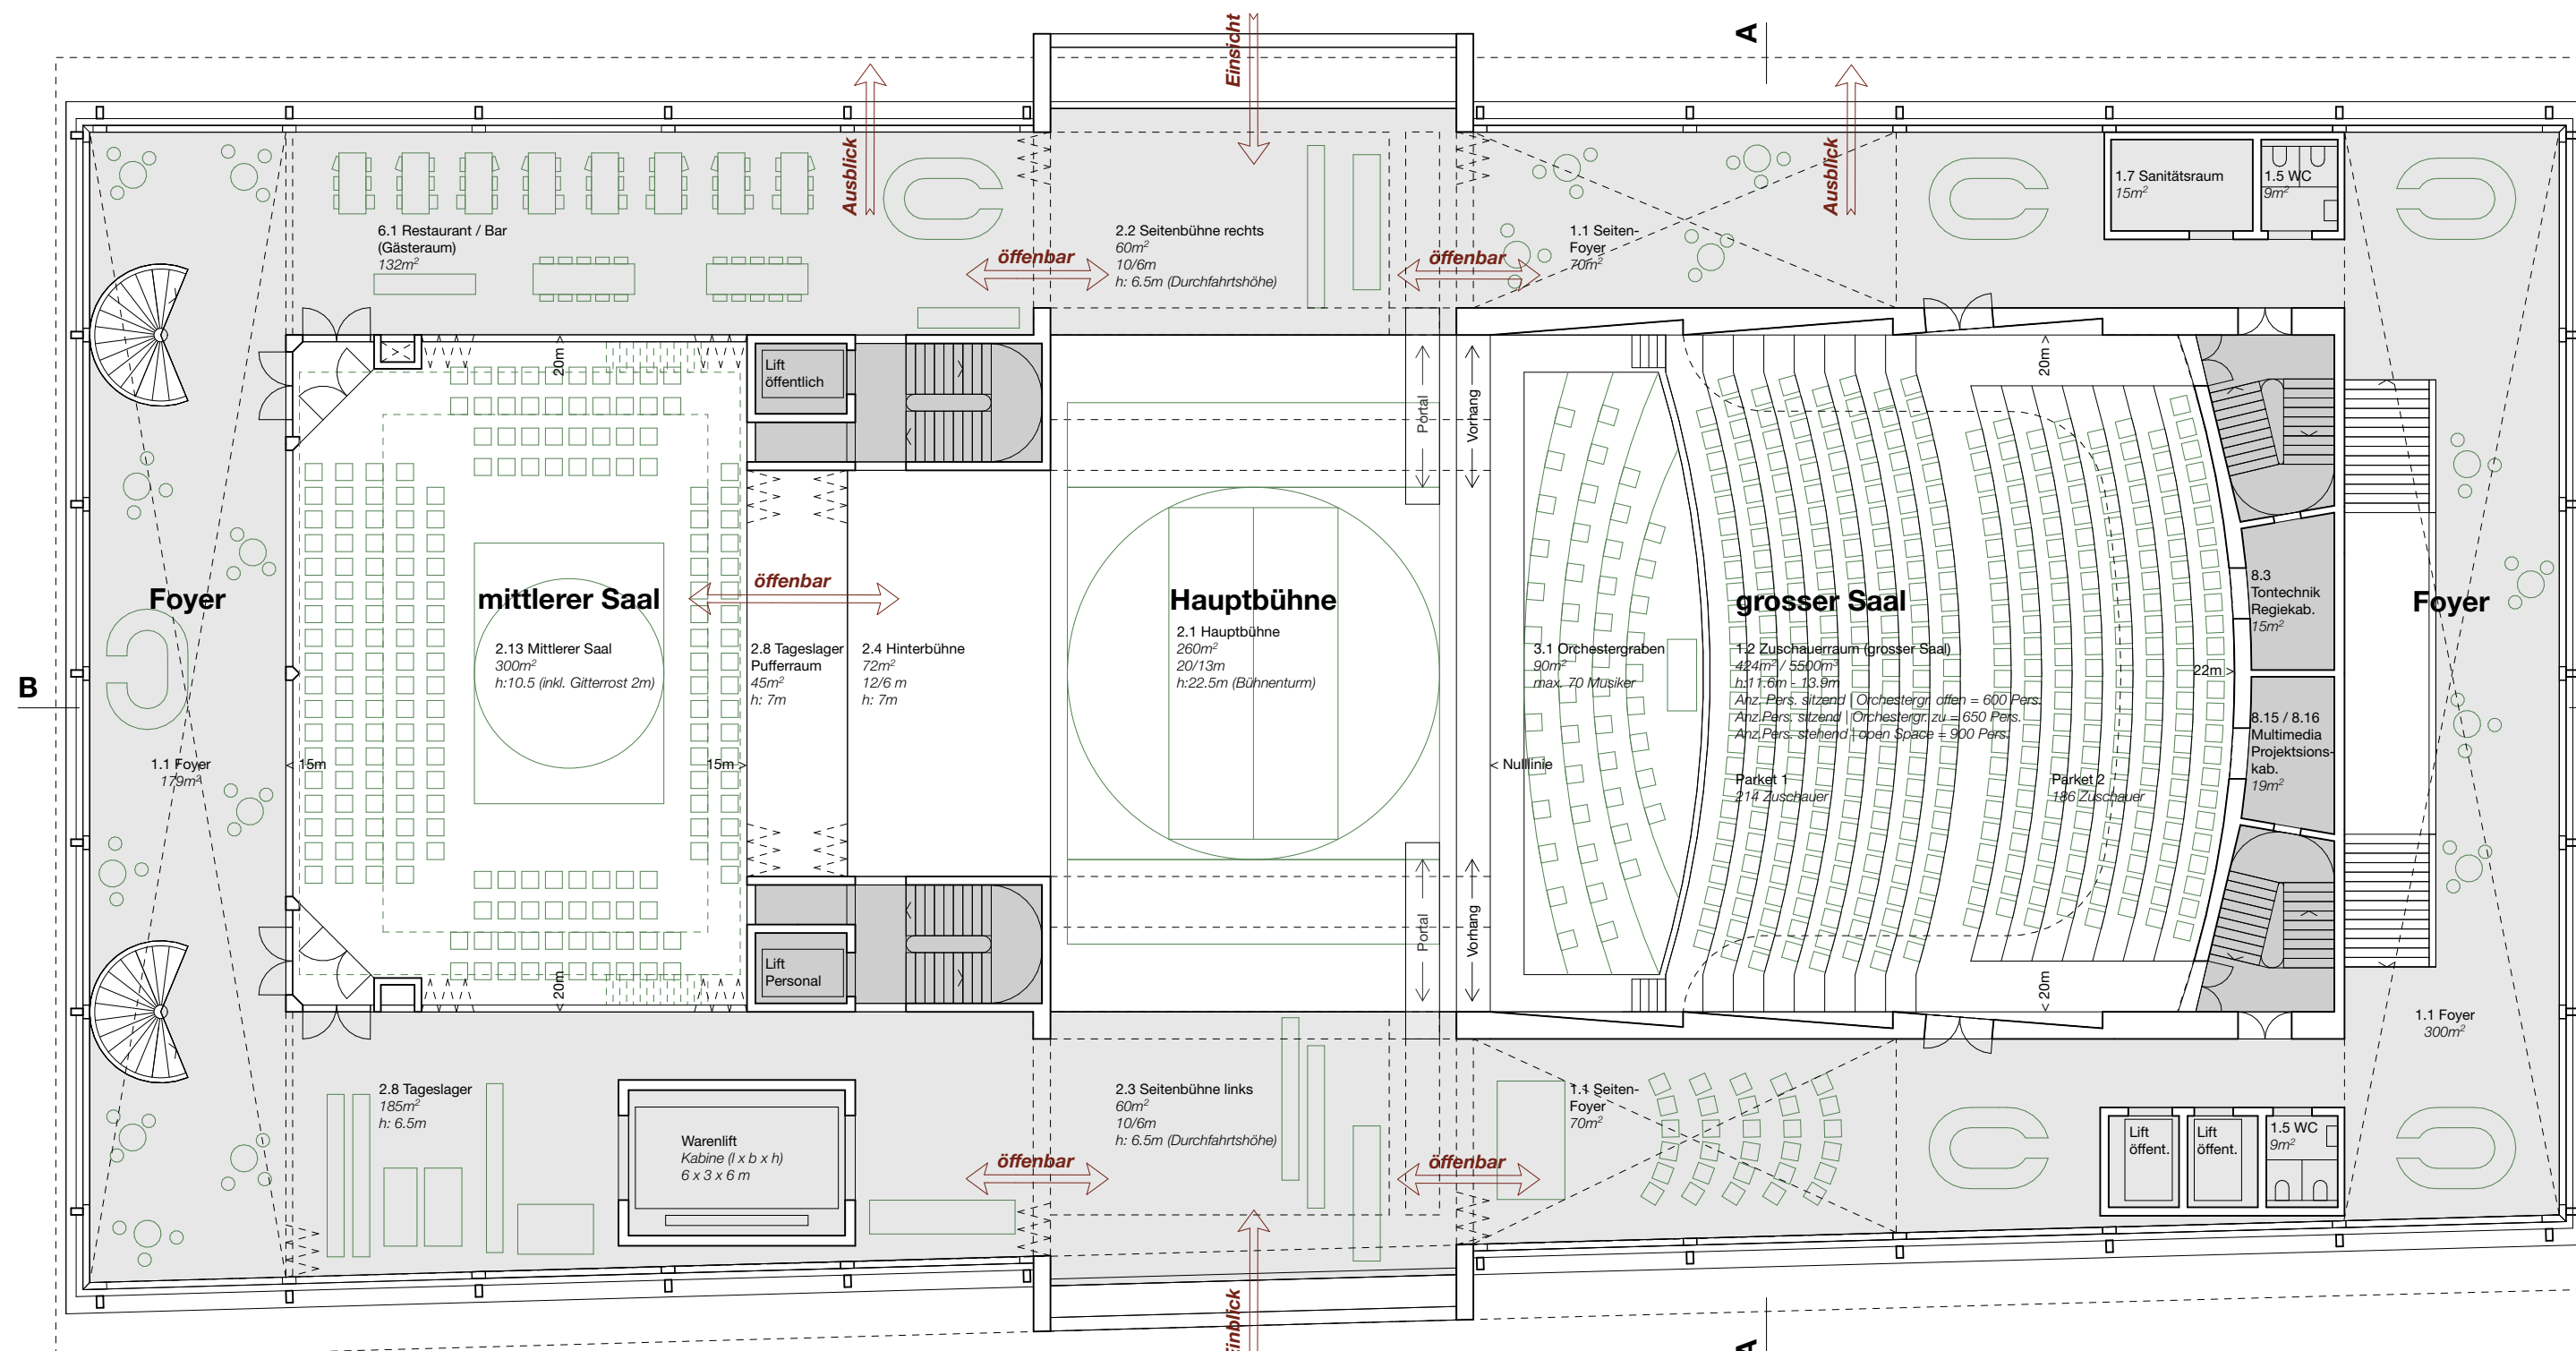 A
Einsicht
Ausblick
Ausblick
6.1 Restaurant / Bar
(Gästeraum)
132m²
öffenbar
2.2 Seitenbühne rechts
60m²
10/6m
h: 6.5m (Durchfahrtshöhe)
öffenbar
1.1 Seiten-
Foyer
70m²
1.7 Sanitätsraum
15m²
1.5 WC
9m²
20m >
Lift
öffentlich
Portal
Vorhang
20m >
Foyer
mittlerer Saal
öffenbar
Hauptbühne
grosser Saal
Foyer
8.3
Tontechnik
Regiekab.
15m²
2.13 Mittlerer Saal
300m²
h:10.5 (inkl. Gitterrost 2m)
2.8 Tageslager
Pufferraum
45m²
h: 7m
2.4 Hinterbühne
72m²
12/6 m
h: 7m
2.1 Hauptbühne
260m²
20/13m
h:22.5m (Bühnenturm)
3.1 Orchestergraben
90m²
max. 70 Musiker
1.2 Zuschauerraum (grosser Saal)
424m² / 5500m³
h:11.6m - 13.9m
Anz. Pers. sitzend | Orchestergr. offen = 600 Pers.
Anz.Pers. sitzend | Orchestergr. zu = 650 Pers.
Anz.Pers. stehend | open Space = 900 Pers.
22m >
8.15 / 8.16
Multimedia
Projektsions-
kab.
19m²
B
1.1 Foyer
179m²
< 15m
15m >
< Nulllinie
Parket 1
214 Zuschauer
Parket 2
186 Zuschauer
Lift
Personal
< 20m
Portal
Vorhang
< 20m
1.1 Foyer
300m²
2.8 Tageslager
185m²
h: 6.5m
Warenlift
Kabine (l x b x h)
6 x 3 x 6 m
öffenbar
2.3 Seitenbühne links
60m²
10/6m
h: 6.5m (Durchfahrtshöhe)
öffenbar
1.1 Seiten-
Foyer
70m²
Lift
öffent.
Lift
öffent.
1.5 WC
9m²
Einblick
A